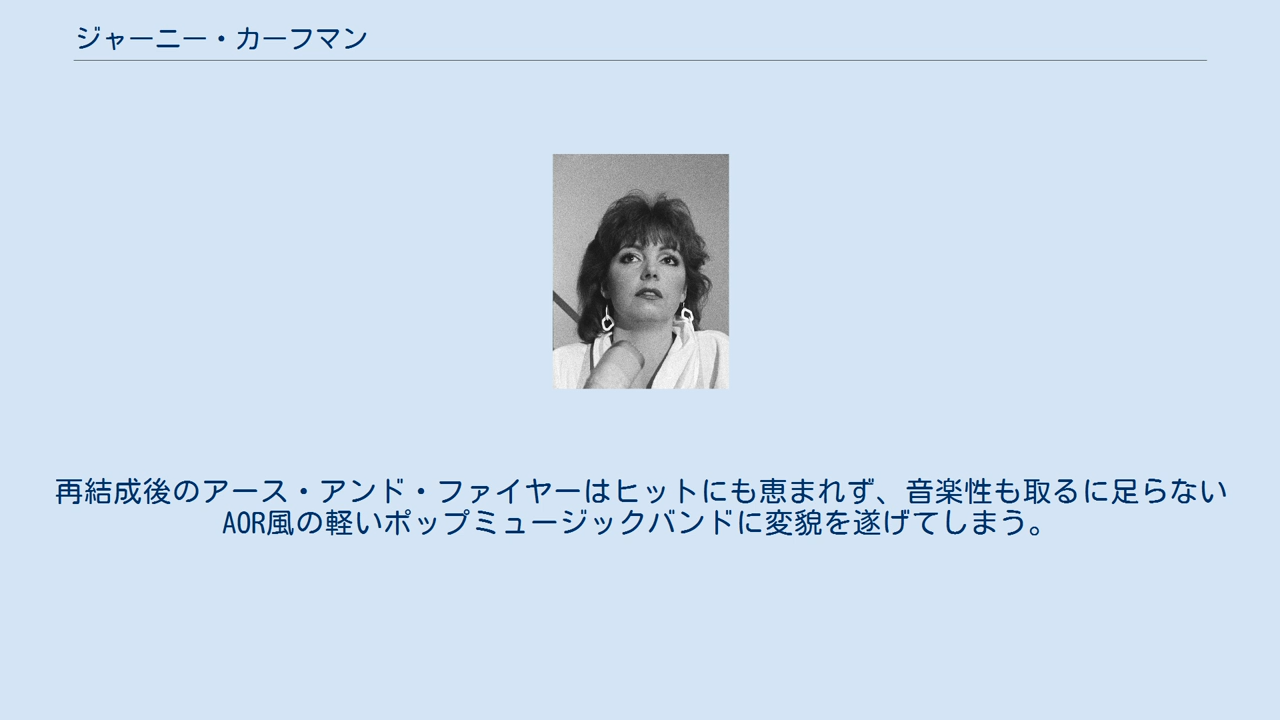 ジャーニー・カーフマン
再結成後のアース・アンド・ファイヤーはヒットにも恵まれず、音楽性も取るに足らない
AOR風の軽いポップミュージックバンドに変貌を遂げてしまう。